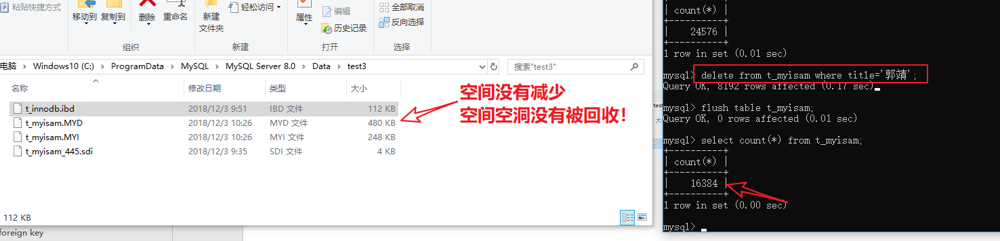 粘贴快捷方式
移动到 复制到 删除 重命名
新建
文件夹
轻松访问
属性
编辑
历史记录
全部取消
反向选择
组织 新建 打开 选择
电脑 > Windows10 (C:) > ProgramData > MySQL > MySQL Server 8.0 > Data > test3
搜索"test3"
名称 修改日期 类型 大小
t_innodb.ibd 2018/12/3 9:51 IBD 文件 112 KB
t_myisam.MYD 2018/12/3 10:26 MYD 文件 480 KB
t_myisam.MYI 2018/12/3 10:26 MYI 文件 248 KB
t_myisam_445.sdi 2018/12/3 9:35 SDI 文件 4 KB
空间没有减少
空间空洞没有被回收！
112 KB
foreign key
test
| count(*) |
+----------+
| 24576 |
+----------+
1 row in set (0.01 sec)
mysql> delete from t_myisam where title='郭靖';
Query OK, 8192 rows affected (0.17 sec)
mysql> flush table t_myisam;
Query OK, 0 rows affected (0.01 sec)
mysql> select count(*) from t_myisam;
+----------+
| count(*) |
+----------+
| 16384 |
+----------+
1 row in set (0.00 sec)
mysql>